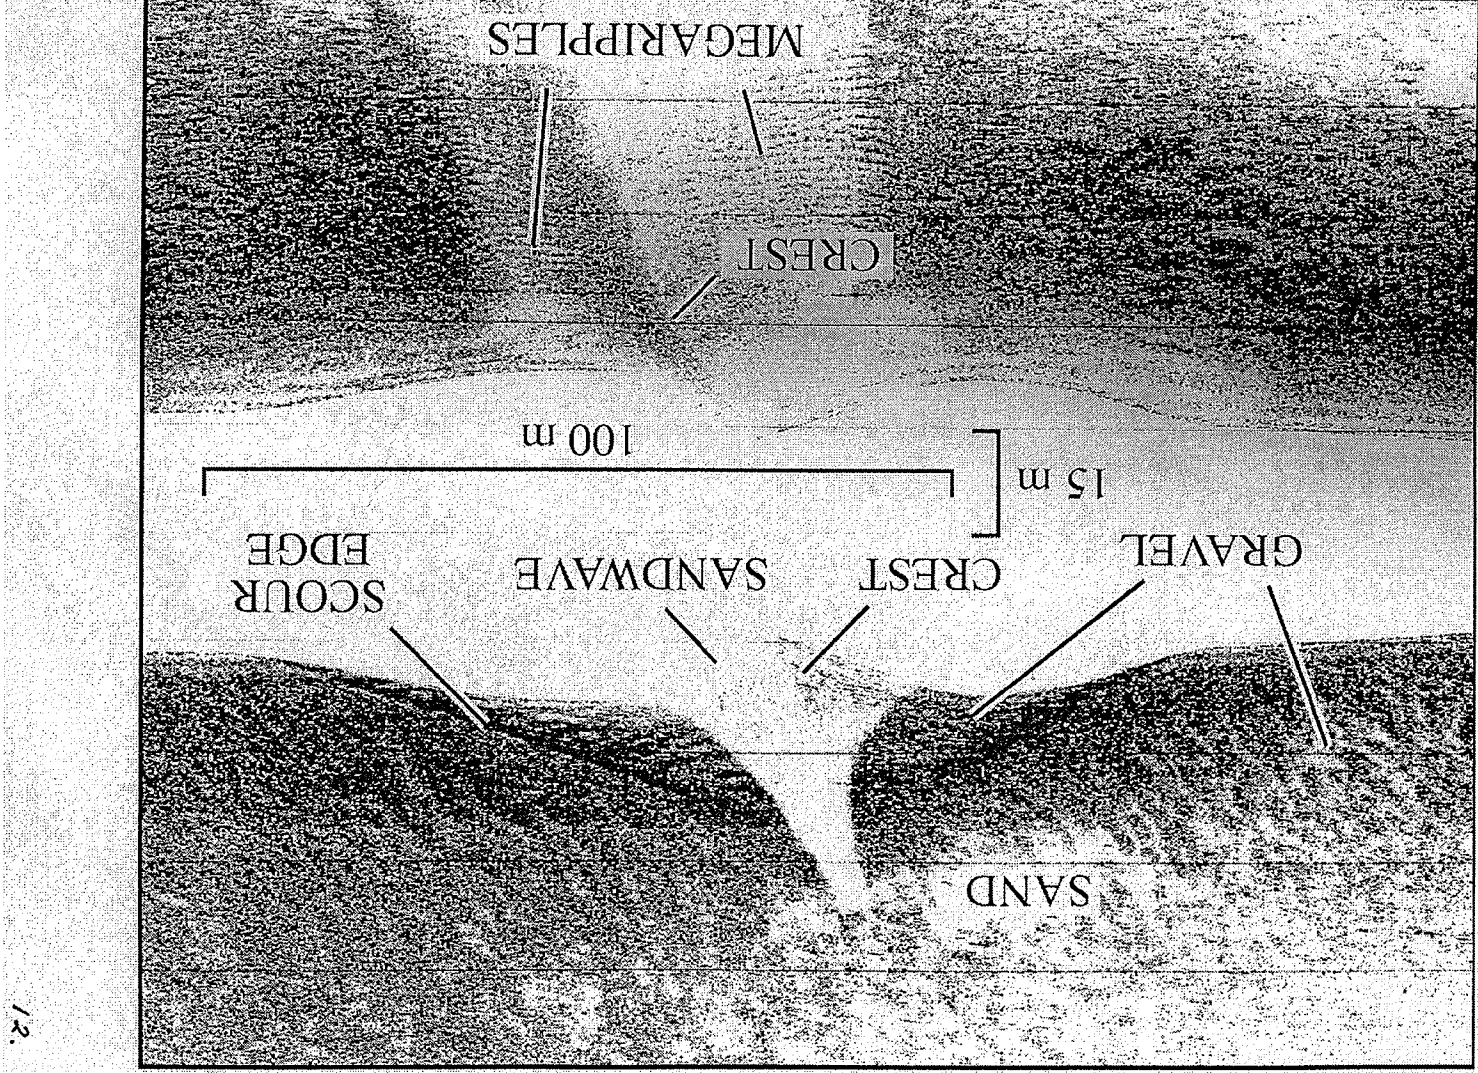 12.
SAND
GRAVEL
CREST
SANDWAVE
SCOUR
EDGE
15 m
100 m
CREST
MEGARIPPLES